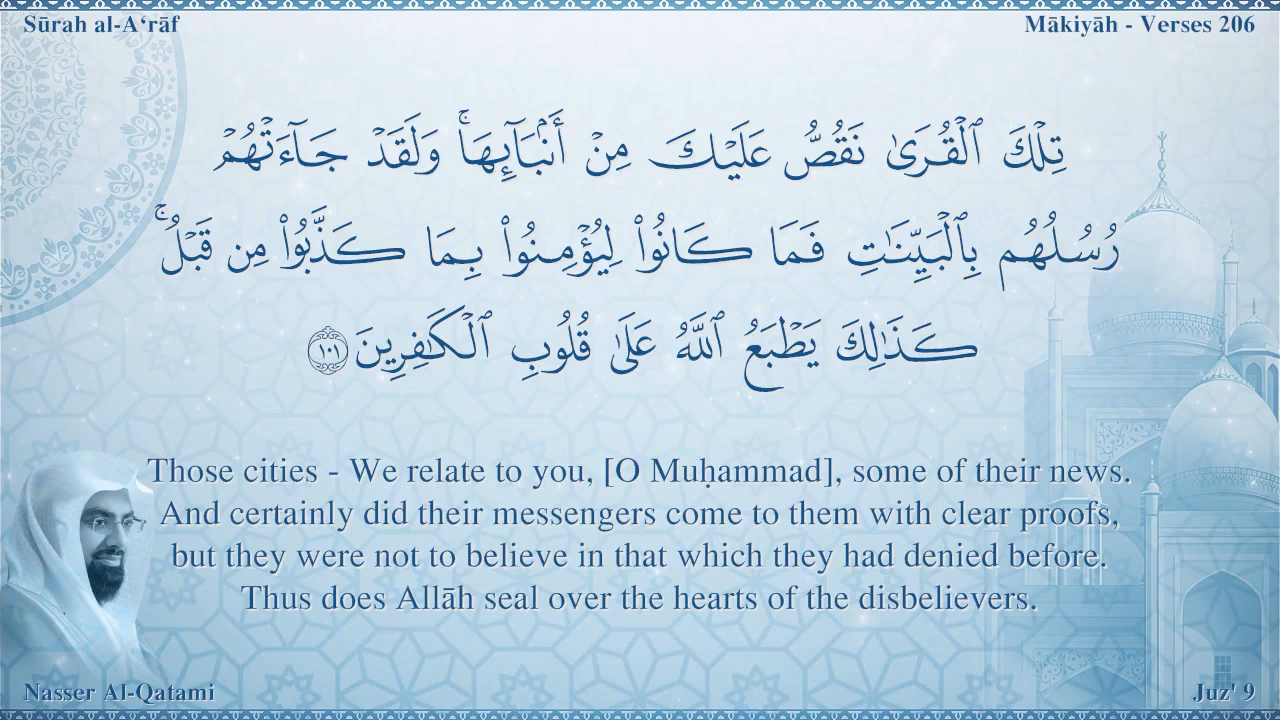 Sūrah al-A‘rāf
Mākiyāh - Verses 206
تِلْكَ ٱلْقُرَىٰ نَقُصُّ عَلَيْكَ مِنْ أَنۢبَآئِهَا ۚ وَلَقَدْ جَآءَتْهُمْ
رُسُلُهُم بِٱلْبَيِّنَـٰتِ فَمَا كَانُوا۟ لِيُؤْمِنُوا۟ بِمَا كَذَّبُوا۟ مِن قَبْلُ ۚ
كَذَٰلِكَ يَطْبَعُ ٱللَّهُ عَلَىٰ قُلُوبِ ٱلْكَـٰفِرِينَ ١٠١
Those cities - We relate to you, [O Muḥammad], some of their news.
And certainly did their messengers come to them with clear proofs,
but they were not to believe in that which they had denied before.
Thus does Allāh seal over the hearts of the disbelievers.
Nasser Al-Qatami
Juz' 9